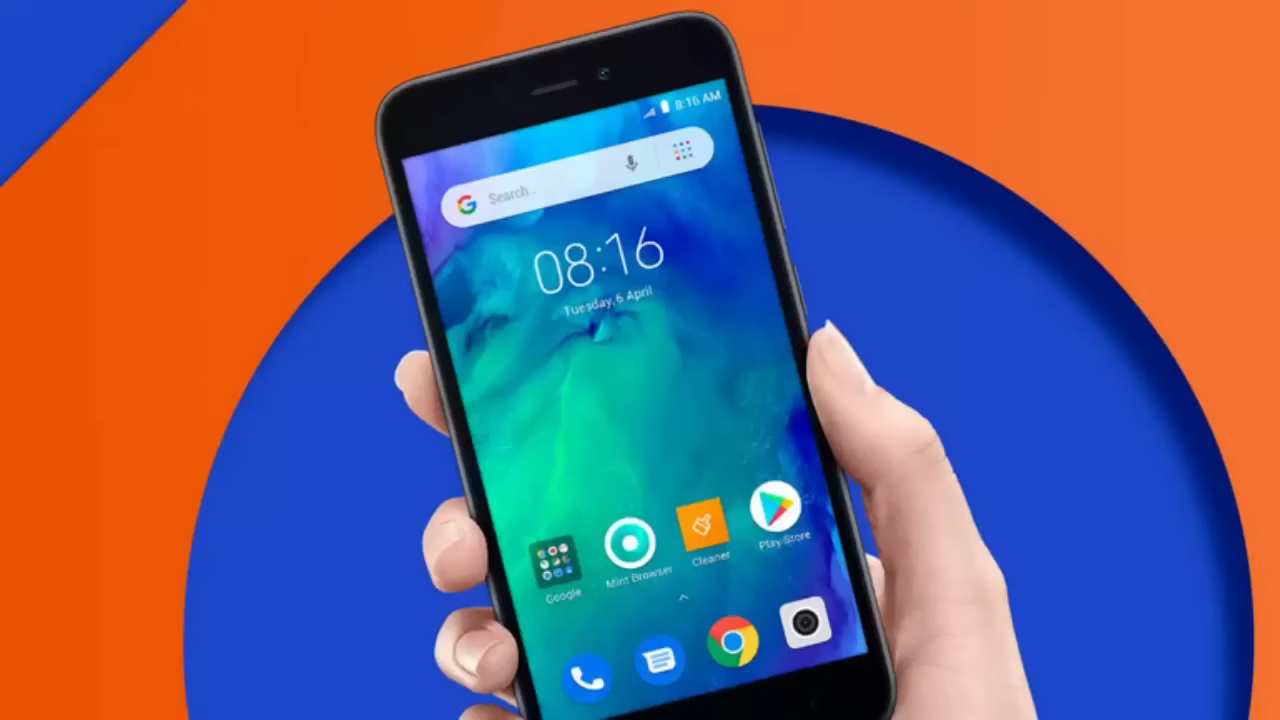 8:16 AM
Search..
08:16
Tuesday, 6 April
Google
Mint Browser
Cleaner
Play Store